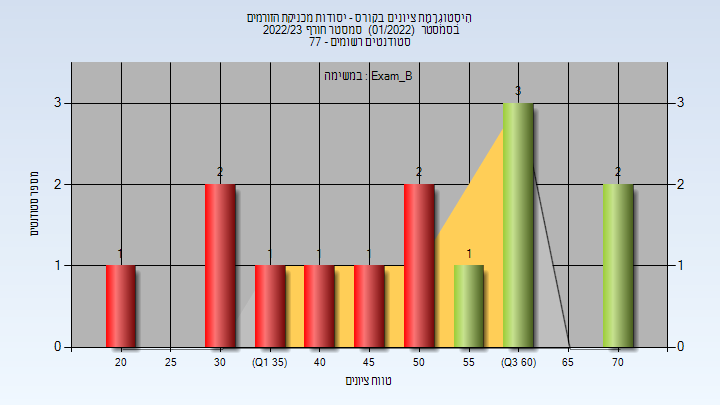 היסטוגרמת ציונים בקורס - יסודות מכניקת הזורמים
בסמסטר (01/2022) סמסטר חורף 2022/23
סטודנטים רשומים - 77
במשימה : Exam_B
מספר סטודנטים
3 3
2 2
1 1
0 0
1 2 1 1 1 2 1 3 2
20 25 30 (Q1 35) 40 45 50 55 (Q3 60) 65 70
טווח ציונים